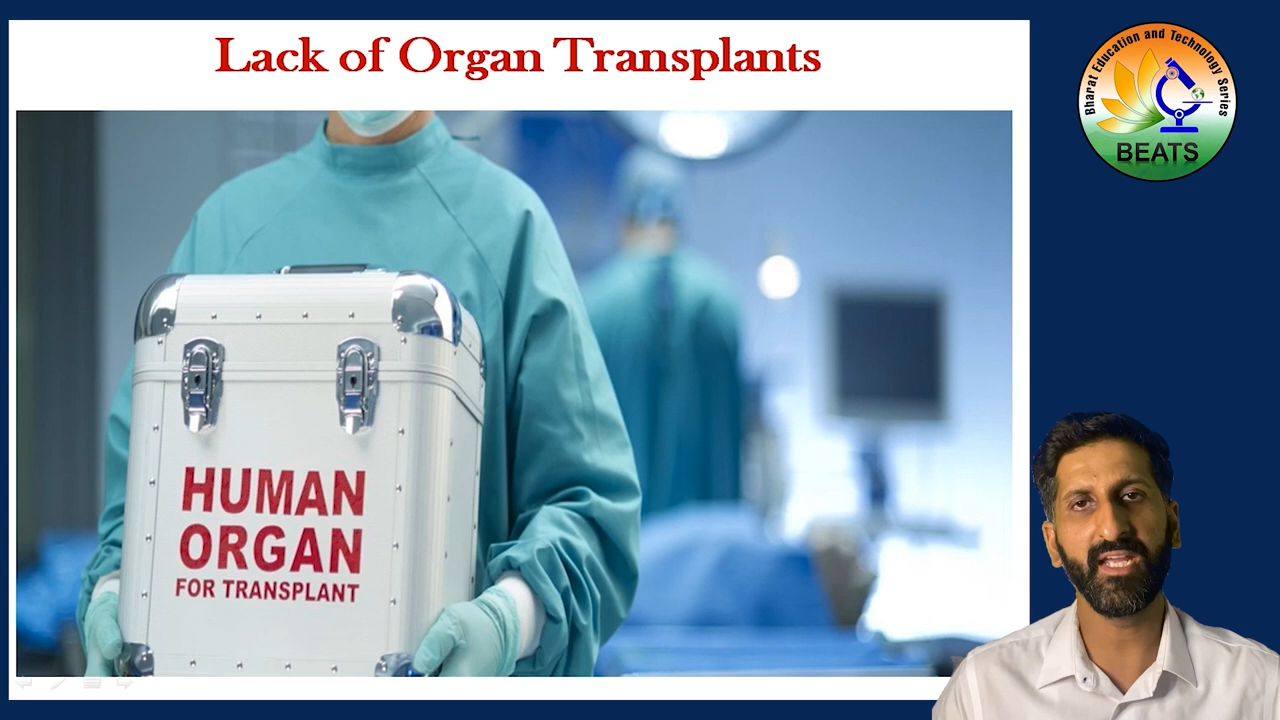 Lack of Organ Transplants
Bharat Education and Technology Series
BEATS
HUMAN
ORGAN
FOR TRANSPLANT